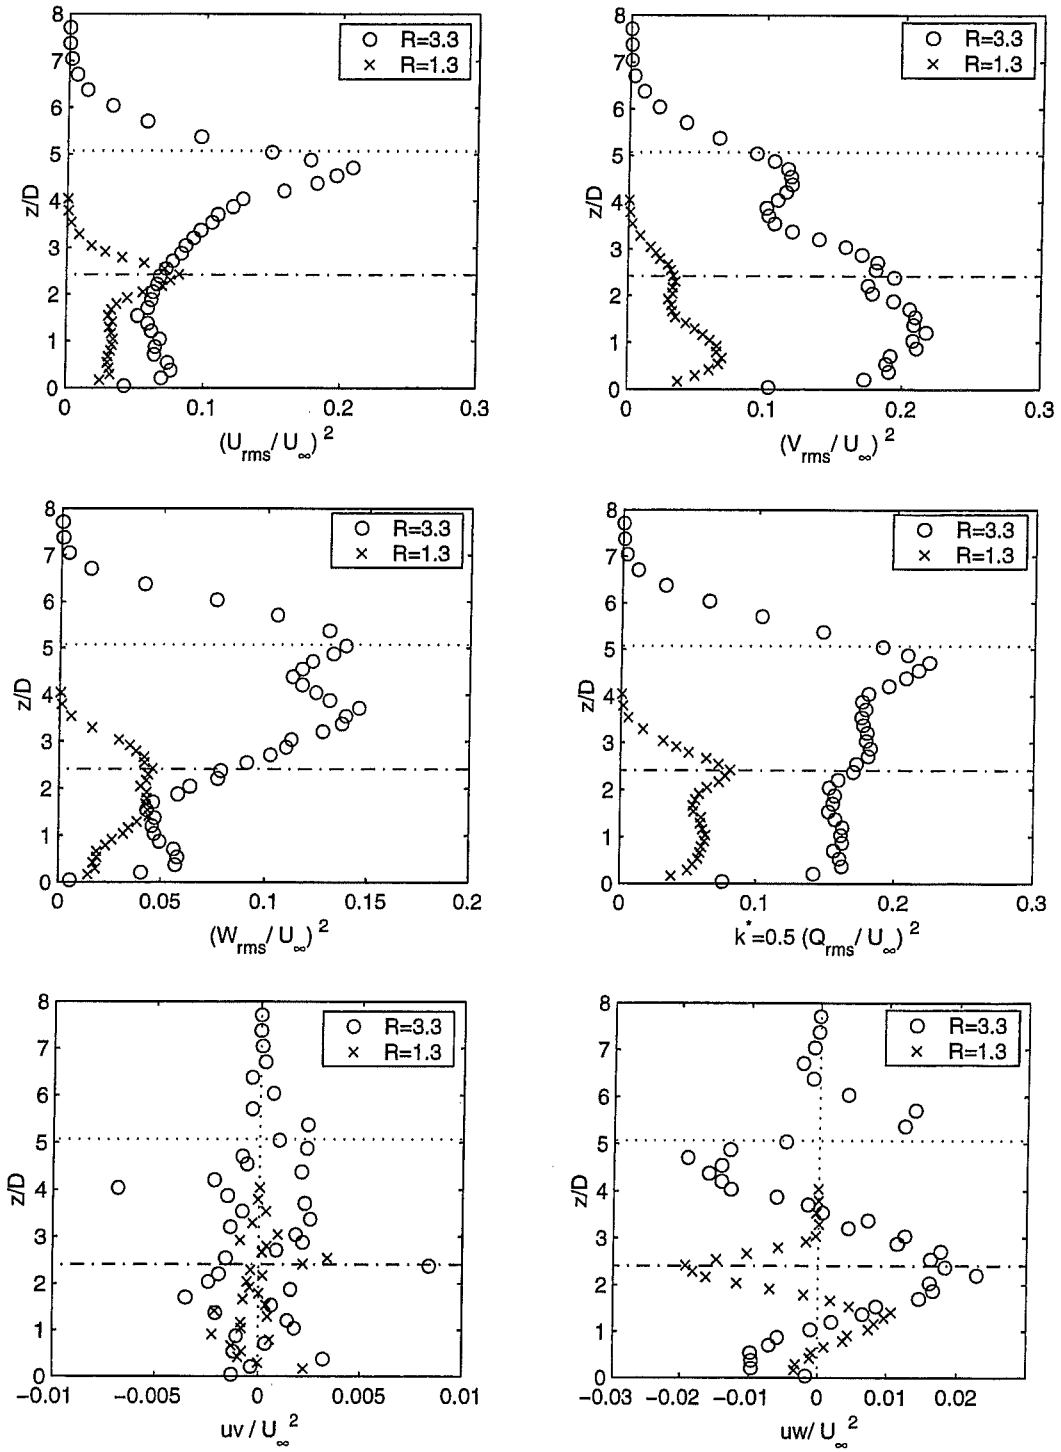 8
7
6
5
4
3
2
1
0
z/D
R=3.3
R=1.3
0 0.1 0.2 0.3
(U_rms / U_∞)^2
8
7
6
5
4
3
2
1
0
z/D
R=3.3
R=1.3
0 0.1 0.2 0.3
(V_rms / U_∞)^2
8
7
6
5
4
3
2
1
0
z/D
R=3.3
R=1.3
0 0.05 0.1 0.15 0.2
(W_rms / U_∞)^2
8
7
6
5
4
3
2
1
0
z/D
R=3.3
R=1.3
0 0.1 0.2 0.3
k*=0.5 (Q_rms / U_∞)^2
8
7
6
5
4
3
2
1
0
z/D
R=3.3
R=1.3
−0.01 −0.005 0 0.005 0.01
uv / U_∞^2
8
7
6
5
4
3
2
1
0
z/D
R=3.3
R=1.3
−0.03 −0.02 −0.01 0 0.01 0.02
uw / U_∞^2